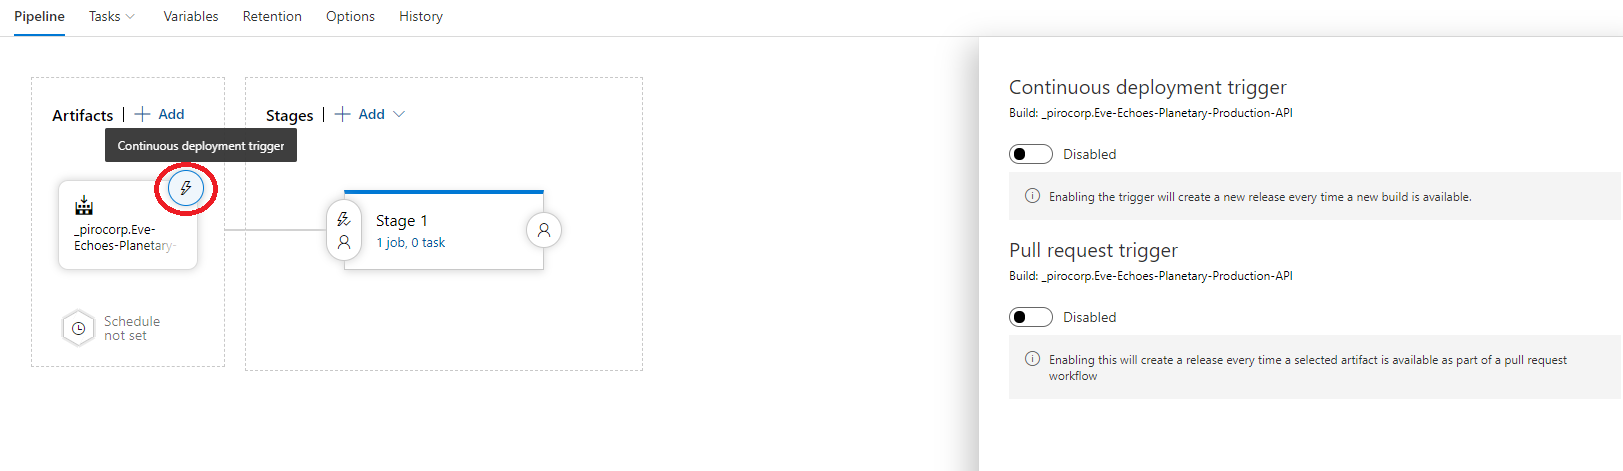 Pipeline Tasks Variables Retention Options History
Artifacts | + Add
Continuous deployment trigger
_pirocorp.Eve-
Echoes-Planetary-
Schedule
not set
Stages | + Add
Stage 1
1 job, 0 task
Continuous deployment trigger
Build: _pirocorp.Eve-Echoes-Planetary-Production-API
Disabled
Enabling the trigger will create a new release every time a new build is available.
Pull request trigger
Build: _pirocorp.Eve-Echoes-Planetary-Production-API
Disabled
Enabling this will create a release every time a selected artifact is available as part of a pull request
workflow